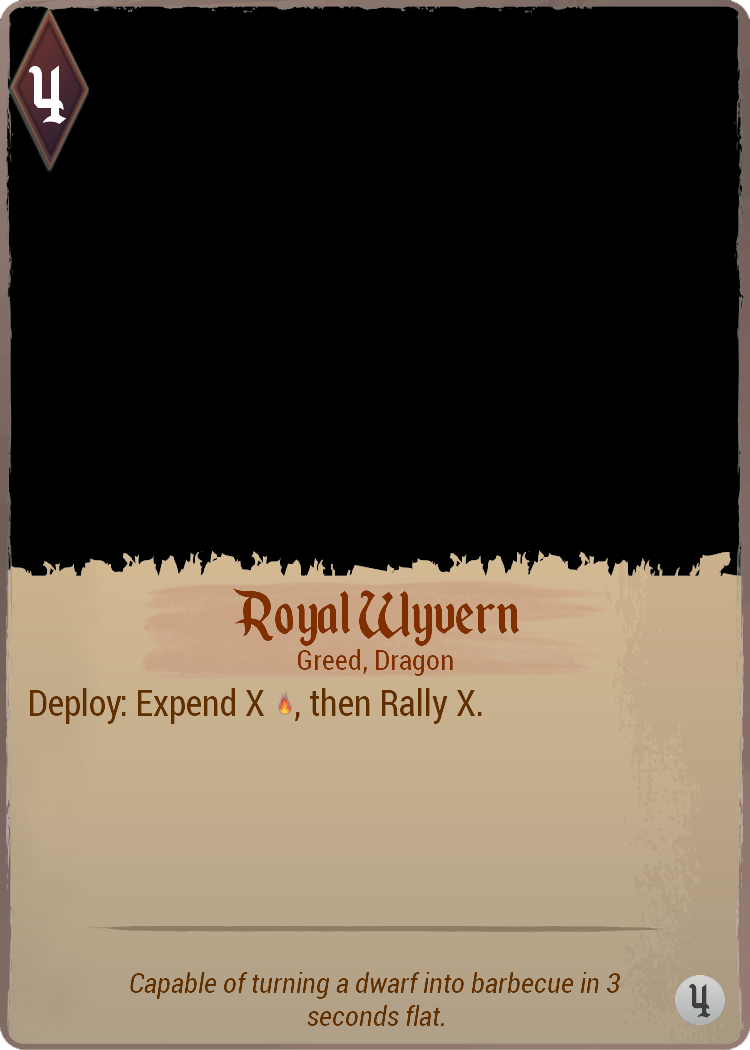 4
Royal Wyvern
Greed, Dragon
Deploy: Expend X 🔥, then Rally X.
Capable of turning a dwarf into barbecue in 3
seconds flat.
4